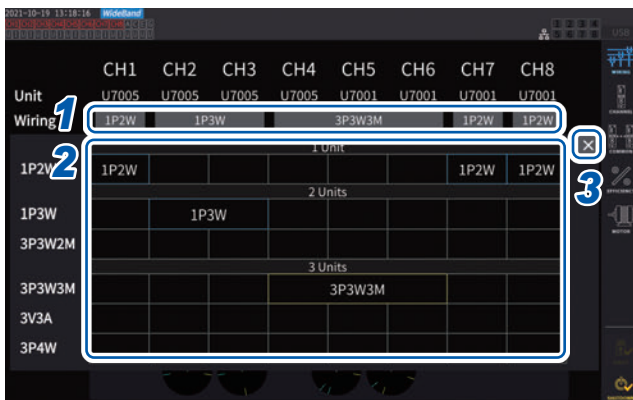 2021-10-19 13:18:16 WideBand
USB
CH1 CH2 CH3 CH4 CH5 CH6 CH7 CH8
WIRING
Unit U7005 U7005 U7005 U7005 U7001 U7001 U7001 U7001
CHANNEL
Wiring 1P2W 1P3W 3P3W3M 1P2W 1P2W
1
COMMON
1 Unit
2
1P2W 1P2W 1P2W 1P2W
3
EFFICIENCY
2 Units
1P3W 1P3W
MOTOR
3P3W2M
3 Units
3P3W3M 3P3W3M
3V3A
3P4W